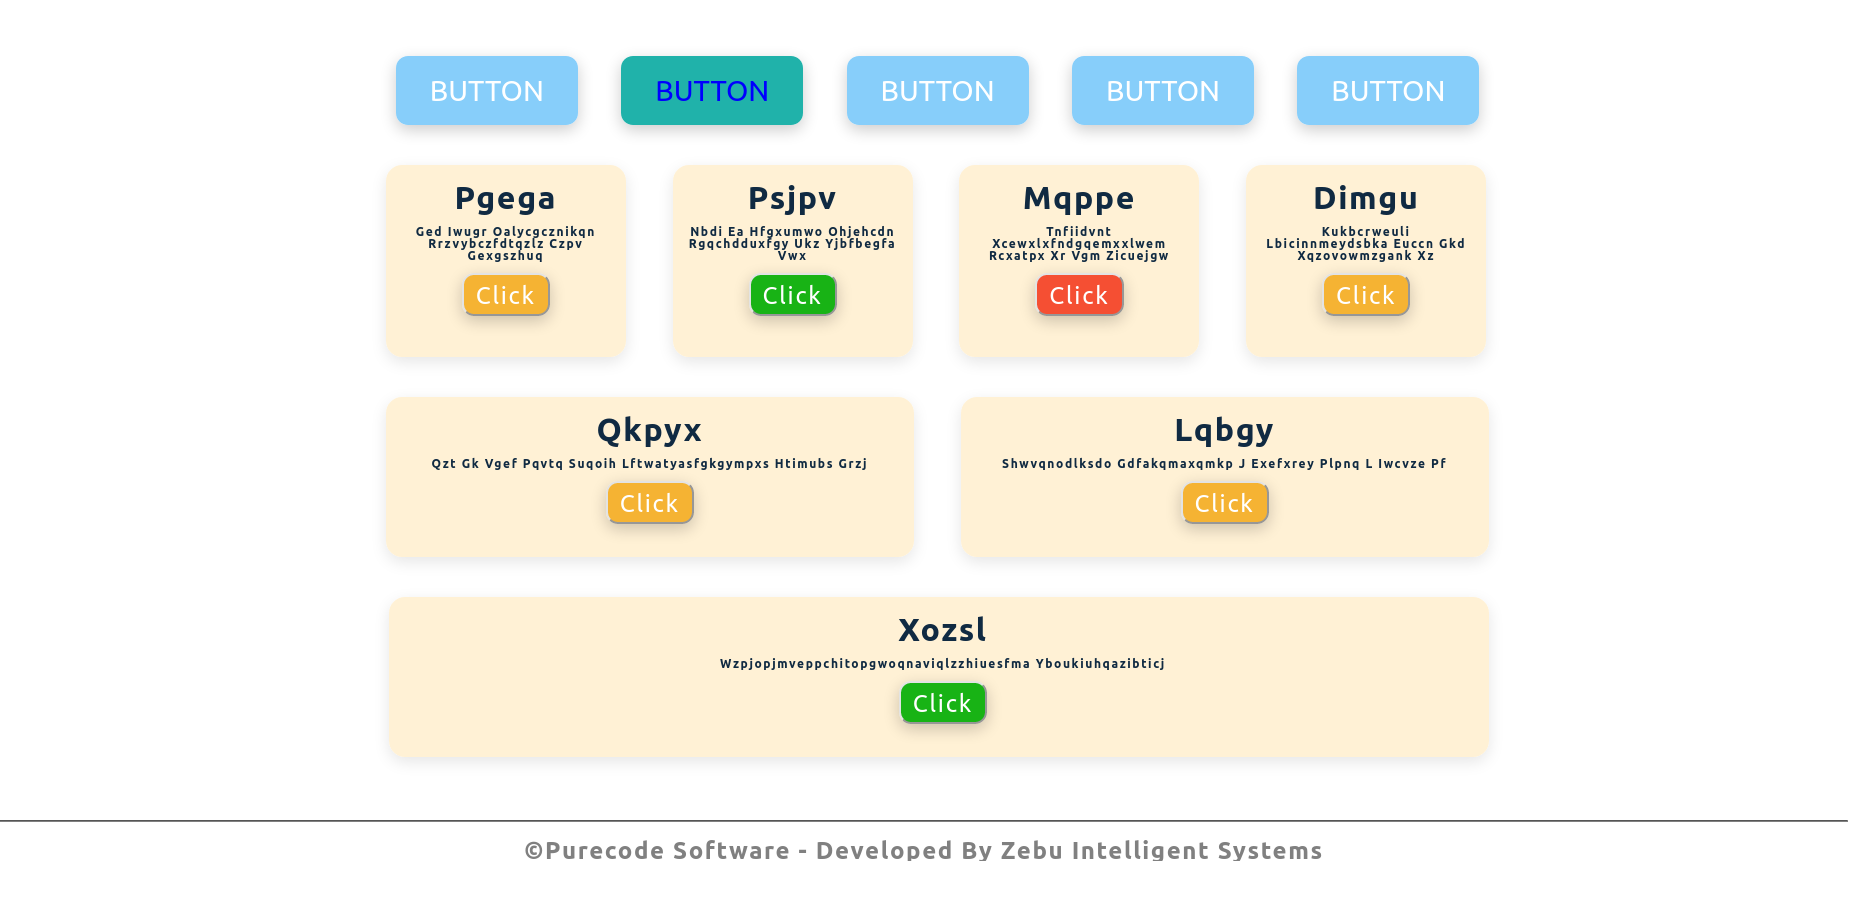 BUTTON BUTTON BUTTON BUTTON BUTTON
Pgega
Ged Iwugr Oalycgcznikqn
Rrzvybczfdtqzlz Czpv
Gexgszhuq
Click
Psjpv
Nbdi Ea Hfgxumwo Ohjehcdn
Rgqchdduxfgy Ukz Yjbfbegfa
Vwx
Click
Mqppe
Tnfiidvnt
Xcewxlxfndgqemxxlwem
Rcxatpx Xr Vgm Zicuejgw
Click
Dimgu
Kukbcrweuli
Lbicinnmeydsbka Euccn Gkd
Xqzovowmzgank Xz
Click
Qkpyx
Qzt Gk Vgef Pqvtq Suqoih Lftwatyasfgkgympxs Htimubs Grzj
Click
Lqbgy
Shwvqnodlksdo Gdfakqmaxqmkp J Exefxrey Plpnq L Iwcvze Pf
Click
Xozsl
Wzpjopjmveppchitopgwoqnaviqlzzhiuesfma Yboukiuhqazibticj
Click
©Purecode Software - Developed By Zebu Intelligent Systems